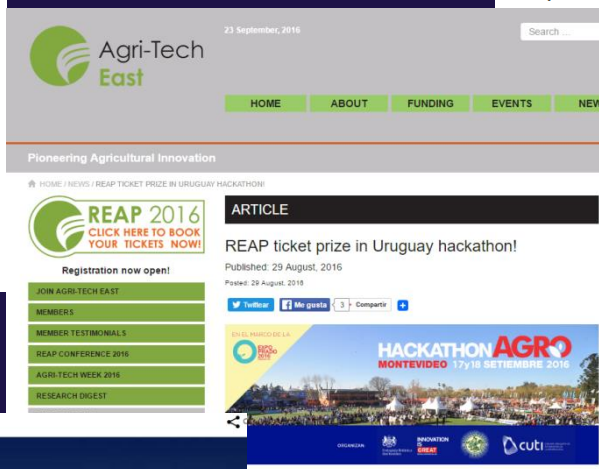 Agri-Tech
East
23 September, 2016
Search ...
HOME ABOUT FUNDING EVENTS NEW
Pioneering Agricultural Innovation
HOME / NEWS / REAP TICKET PRIZE IN URUGUAY HACKATHON!
REAP 2016
CLICK HERE TO BOOK
YOUR TICKETS NOW!
Registration now open!
JOIN AGRI-TECH EAST
MEMBERS
MEMBER TESTIMONIALS
REAP CONFERENCE 2016
AGRI-TECH WEEK 2016
RESEARCH DIGEST
ARTICLE
REAP ticket prize in Uruguay hackathon!
Published: 29 August, 2016
Posted: 29 August, 2016
Twittear Me gusta 3 Compartir
EN EL MARCO DE LA
EXPO
PRADO
HACKATHON AGRO
MONTEVIDEO 17y18 SETIEMBRE 2016
ORGANIZAN:
INNOVATION
IS
GREAT
cuti